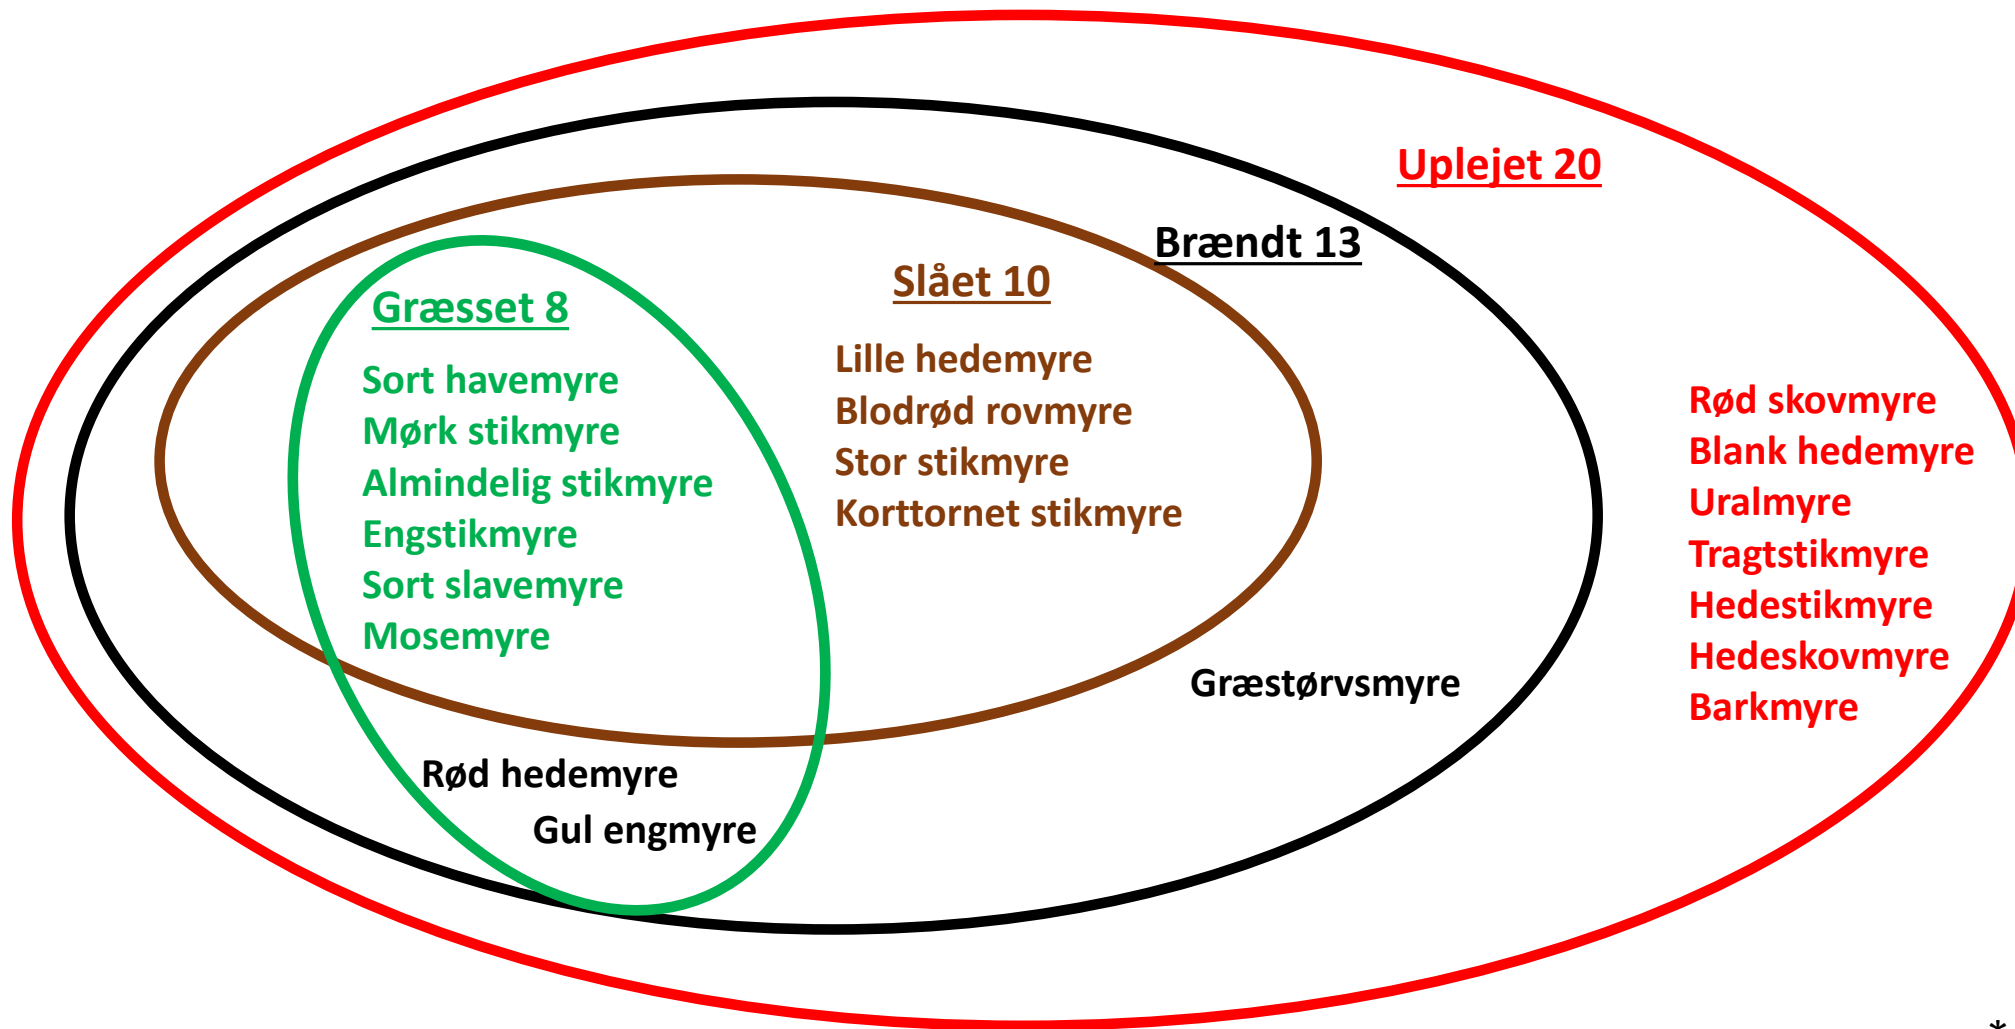 Uplejet 20
Brændt 13
Slået 10
Græsset 8
Sort havemyre
Mørk stikmyre
Almindelig stikmyre
Engstikmyre
Sort slavemyre
Mosemyre
Lille hedemyre
Blodrød rovmyre
Stor stikmyre
Korttornet stikmyre
Rød skovmyre
Blank hedemyre
Uralmyre
Tragtstikmyre
Hedestikmyre
Hedeskovmyre
Barkmyre
Græstørvsmyre
Rød hedemyre
Gul engmyre
*